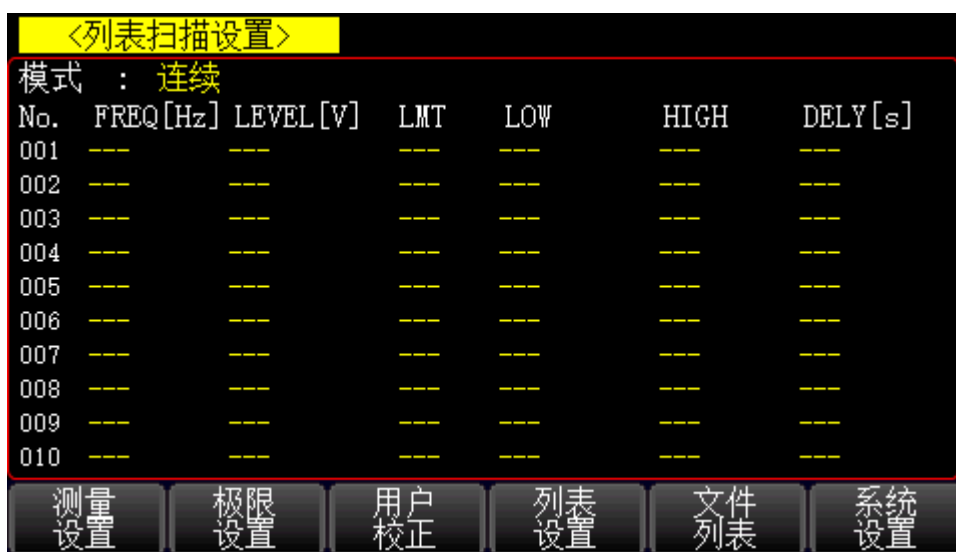 <列表扫描设置>
模式 : 连续
No. FREQ[Hz] LEVEL[V] LMT LOW HIGH DELY[s]
001 --- --- --- --- --- ---
002 --- --- --- --- --- ---
003 --- --- --- --- --- ---
004 --- --- --- --- --- ---
005 --- --- --- --- --- ---
006 --- --- --- --- --- ---
007 --- --- --- --- --- ---
008 --- --- --- --- --- ---
009 --- --- --- --- --- ---
010 --- --- --- --- --- ---
测量 极限 用户 列表 文件 系统
设置 设置 校正 设置 列表 设置